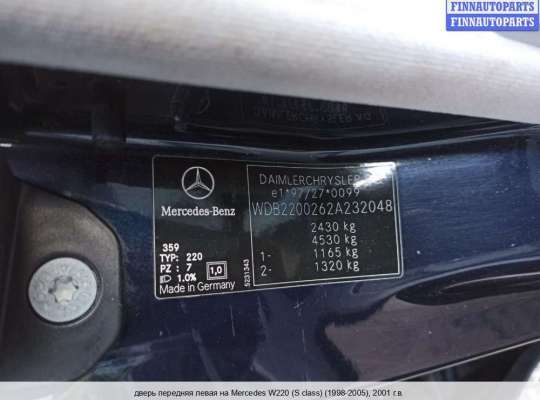 FINNAUTOPARTS
FINNAUTOPARTS
Mercedes-Benz
359
TYP: 220
PZ : 7
1.0%
1,0
Made in Germany
5231343
DAIMLERCHRYSLER
e1*97/27*0099
WDB2200262A232048
2430 kg
4530 kg
1- 1165 kg
2- 1320 kg
дверь передняя левая на Mercedes W220 (S class) (1998-2005), 2001 г.в.